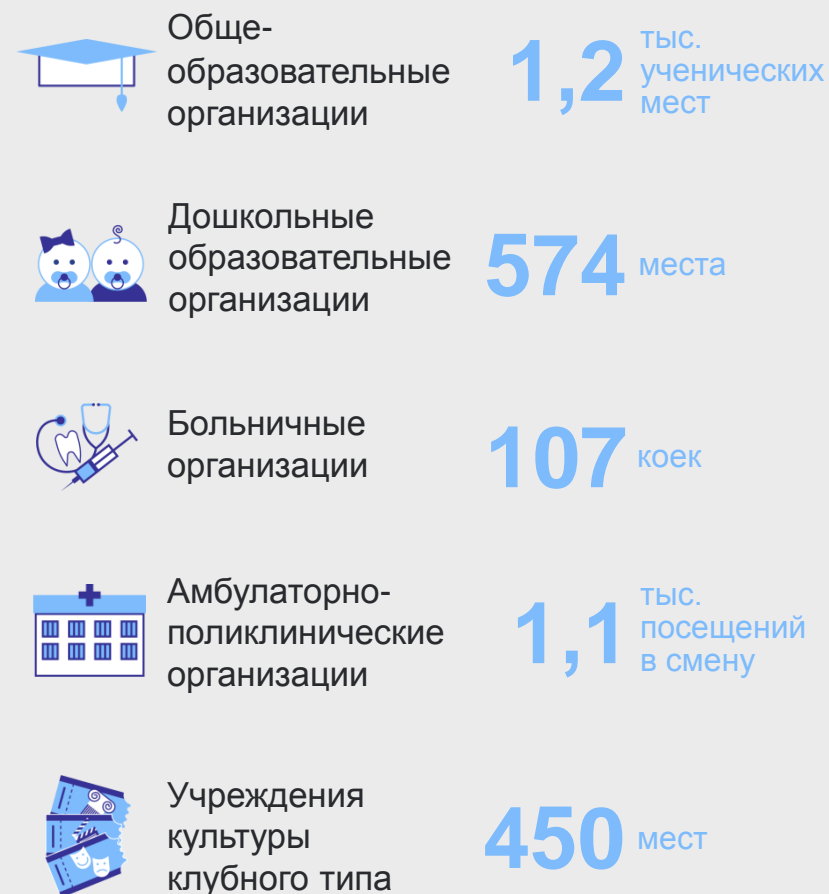 Обще-
образовательные
организации
1,2
тыс.
ученических
мест
Дошкольные
образовательные
организации
574 места
Больничные
организации
107 коек
Амбулаторно-
поликлинические
организации
1,1
тыс.
посещений
в смену
Учреждения
культуры
клубного типа
450 мест